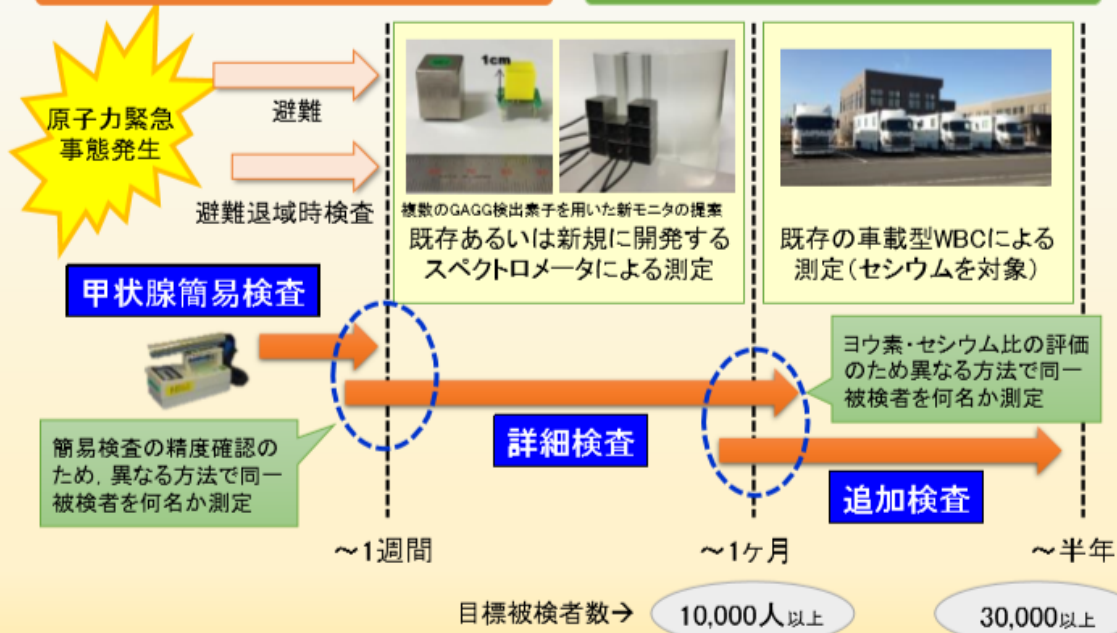 原子力緊急
事態発生
避難
避難退域時検査
1cm
複数のGAGG検出素子を用いた新モニタの提案
既存あるいは新規に開発する
スペクトロメータによる測定
既存の車載型WBCによる
測定(セシウムを対象)
甲状腺簡易検査
ヨウ素・セシウム比の評価
のため異なる方法で同一
被検者を何名か測定
簡易検査の精度確認の
ため, 異なる方法で同一
被検者を何名か測定
詳細検査
追加検査
～1週間
～1ヶ月
～半年
目標被検者数→
10,000人以上
30,000以上